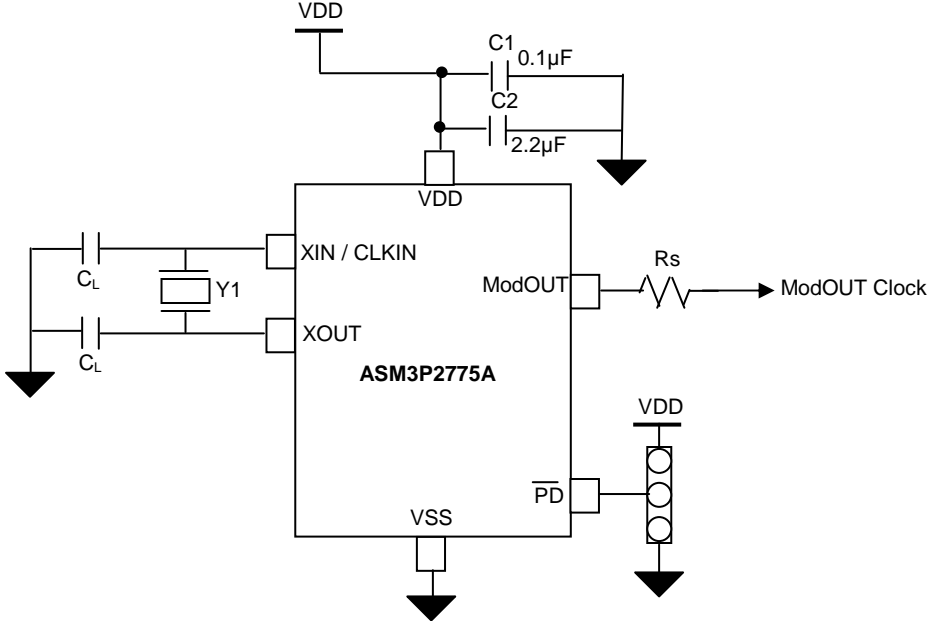 VDD
C1
0.1µF
C2
2.2µF
VDD
XIN / CLKIN
CL
Y1
ModOUT
Rs
ModOUT Clock
XOUT
CL
ASM3P2775A
VDD
PD
VSS